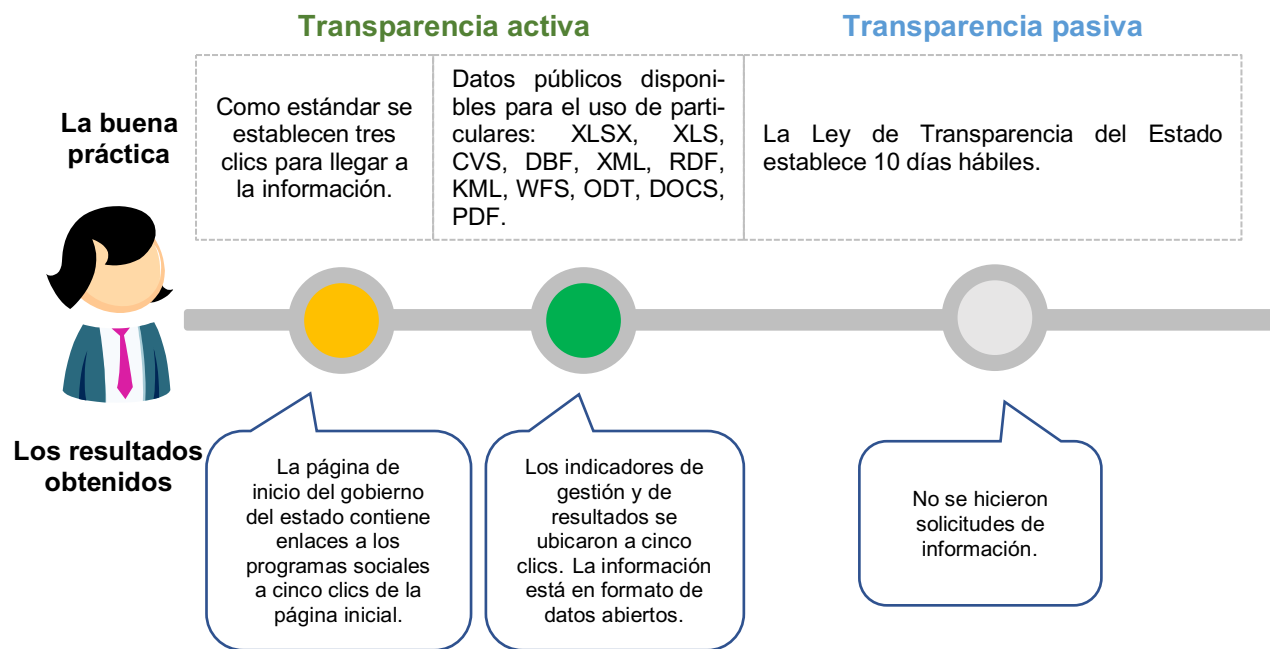 Transparencia activa
Transparencia pasiva
La buena
práctica
Como estándar se
establecen tres
clics para llegar a
la información.
Datos públicos disponi-
bles para el uso de parti-
culares: XLSX, XLS,
CVS, DBF, XML, RDF,
KML, WFS, ODT, DOCS,
PDF.
La Ley de Transparencia del Estado
establece 10 días hábiles.
Los resultados
obtenidos
La página de
inicio del gobierno
del estado contiene
enlaces a los
programas sociales
a cinco clics de la
página inicial.
Los indicadores de
gestión y de
resultados se
ubicaron a cinco
clics. La información
está en formato de
datos abiertos.
No se hicieron
solicitudes de
información.